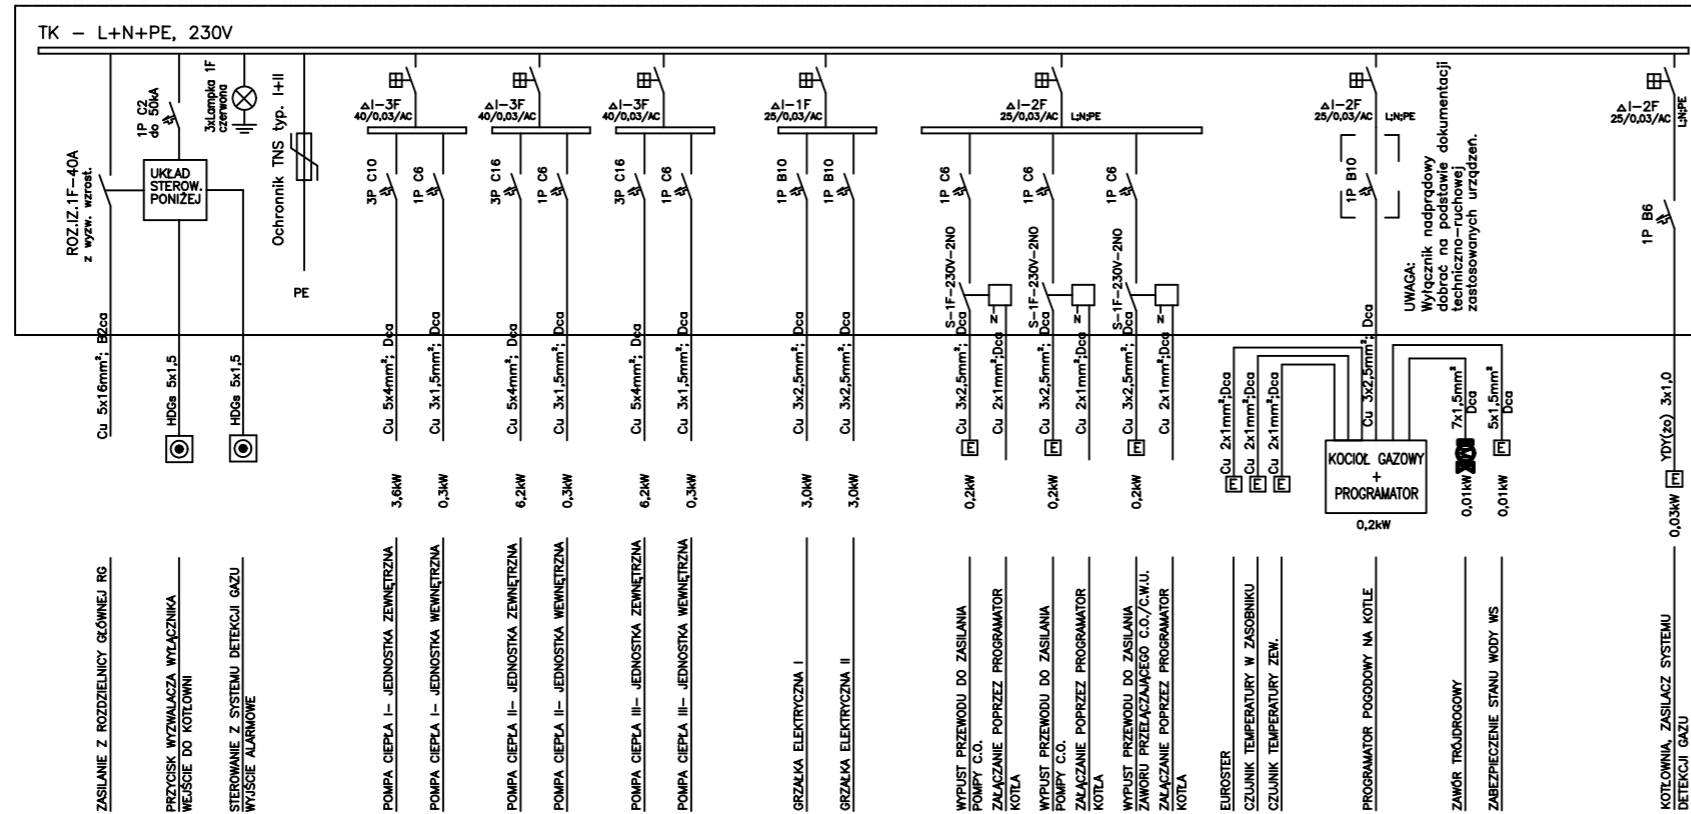 TK – L+N+PE, 230V
ROZ.IZ.1F-40A
z wyzw. wzrost.
1P C2
do 50kA
UKŁAD
STEROW.
PONIŻEJ
3xLampka 1F
czerwona
Ochronnik TNS typ. I+II
PE
△I-3F
40/0,03/AC
3P C10
1P C6
△I-3F
40/0,03/AC
3P C16
1P C6
△I-3F
40/0,03/AC
3P C16
1P C6
△I-1F
25/0,03/AC
1P B10
1P B10
△I-2F
25/0,03/AC
L;N;PE
1P C6
1P C6
1P C6
S-1F-230V-2NO
N
S-1F-230V-2NO
N
S-1F-230V-2NO
N
△I-2F
25/0,03/AC
L;N;PE
1P B10
UWAGA:
Wyłącznik nadprądowy
dobrać na podstawie dokumentacji
techniczno-ruchowej
zastosowanych urządzeń.
△I-2F
25/0,03/AC
L;N;PE
1P B6
Cu 5x16mm²; B2ca
HDGs 5x1,5
HDGs 5x1,5
Cu 5x4mm²; Dca
Cu 3x1,5mm²; Dca
Cu 5x4mm²; Dca
Cu 3x1,5mm²; Dca
Cu 5x4mm²; Dca
Cu 3x1,5mm²; Dca
Cu 3x2,5mm²; Dca
Cu 3x2,5mm²; Dca
Cu 3x2,5mm²; Dca
Cu 2x1mm²;Dca
Cu 3x2,5mm²; Dca
Cu 2x1mm²;Dca
Cu 3x2,5mm²; Dca
Cu 2x1mm²;Dca
Cu 2x1mm²;Dca
Cu 2x1mm²;Dca
Cu 2x1mm²;Dca
Cu 3x2,5mm²; Dca
7x1,5mm²
Dca
5x1,5mm²
Dca
YDY(żo) 3x1,0
E
E
E
E
E
E
KOCIOŁ GAZOWY
+
PROGRAMATOR
E
E
3,6kW
0,3kW
6,2kW
0,3kW
6,2kW
0,3kW
3,0kW
3,0kW
0,2kW
0,2kW
0,2kW
0,2kW
0,01kW
0,01kW
0,03kW
ZASILANIE Z ROZDZIELNICY GŁÓWNEJ RG
PRZYCISK WYZWALACZA WYŁĄCZNIKA
WEJŚCIE DO KOTŁOWNI
STEROWANIE Z SYSTEMU DETEKCJI GAZU
WYJŚCIE ALARMOWE
POMPA CIEPŁA I– JEDNOSTKA ZEWNĘTRZNA
POMPA CIEPŁA I– JEDNOSTKA WEWNĘTRZNA
POMPA CIEPŁA II– JEDNOSTKA ZEWNĘTRZNA
POMPA CIEPŁA II– JEDNOSTKA WEWNĘTRZNA
POMPA CIEPŁA III– JEDNOSTKA ZEWNĘTRZNA
POMPA CIEPŁA III– JEDNOSTKA WEWNĘTRZNA
GRZAŁKA ELEKTRYCZNA I
GRZAŁKA ELEKTRYCZNA II
WYPUST PRZEWODU DO ZASILANIA
POMPY C.O.
ZAŁĄCZANIE POPRZEZ PROGRAMATOR
KOTŁA
WYPUST PRZEWODU DO ZASILANIA
POMPY C.O.
ZAŁĄCZANIE POPRZEZ PROGRAMATOR
KOTŁA
WYPUST PRZEWODU DO ZASILANIA
ZAWORU PRZEŁĄCZAJĄCEGO C.O./C.W.U.
ZAŁĄCZANIE POPRZEZ PROGRAMATOR
KOTŁA
EUROSTER
CZUJNIK TEMPERATURY W ZASOBNIKU
CZUJNIK TEMPERATURY ZEW.
PROGRAMATOR POGODOWY NA KOTLE
ZAWÓR TRÓJDROGOWY
ZABEZPIECZENIE STANU WODY WS
KOTŁOWNIA, ZASILACZ SYSTEMU
DETEKCJI GAZU